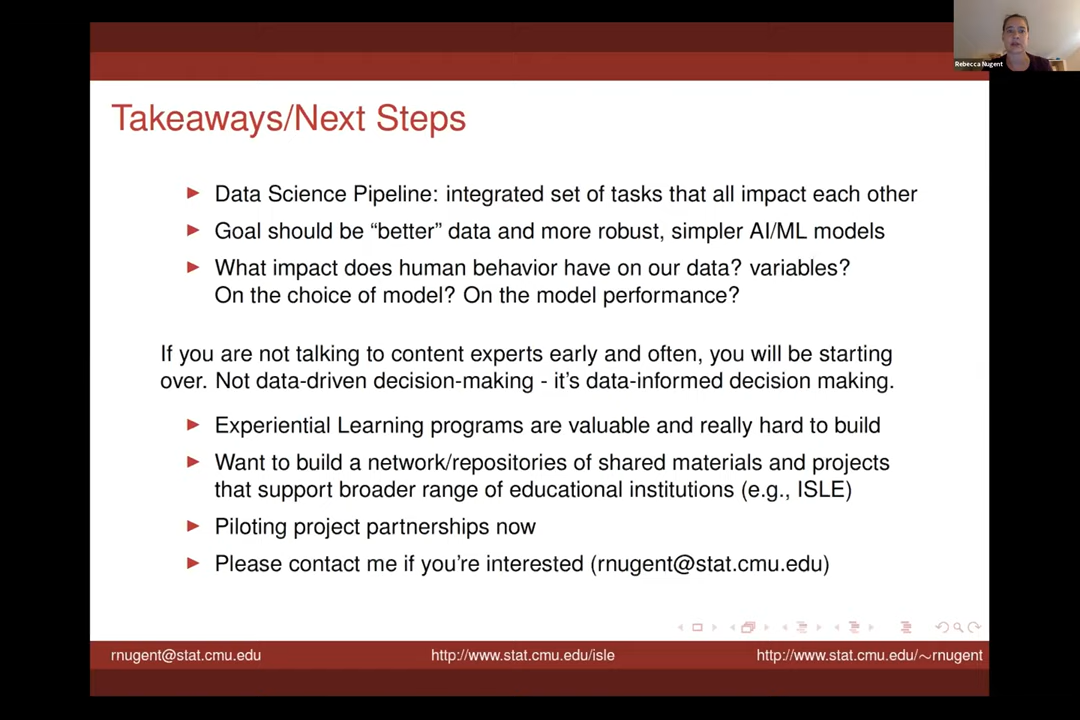 Rebecca Nugent
Takeaways/Next Steps
Data Science Pipeline: integrated set of tasks that all impact each other
Goal should be “better” data and more robust, simpler AI/ML models
What impact does human behavior have on our data? variables?
On the choice of model? On the model performance?
If you are not talking to content experts early and often, you will be starting
over. Not data-driven decision-making - it’s data-informed decision making.
Experiential Learning programs are valuable and really hard to build
Want to build a network/repositories of shared materials and projects
that support broader range of educational institutions (e.g., ISLE)
Piloting project partnerships now
Please contact me if you’re interested (rnugent@stat.cmu.edu)
rnugent@stat.cmu.edu
http://www.stat.cmu.edu/isle
http://www.stat.cmu.edu/∼rnugent